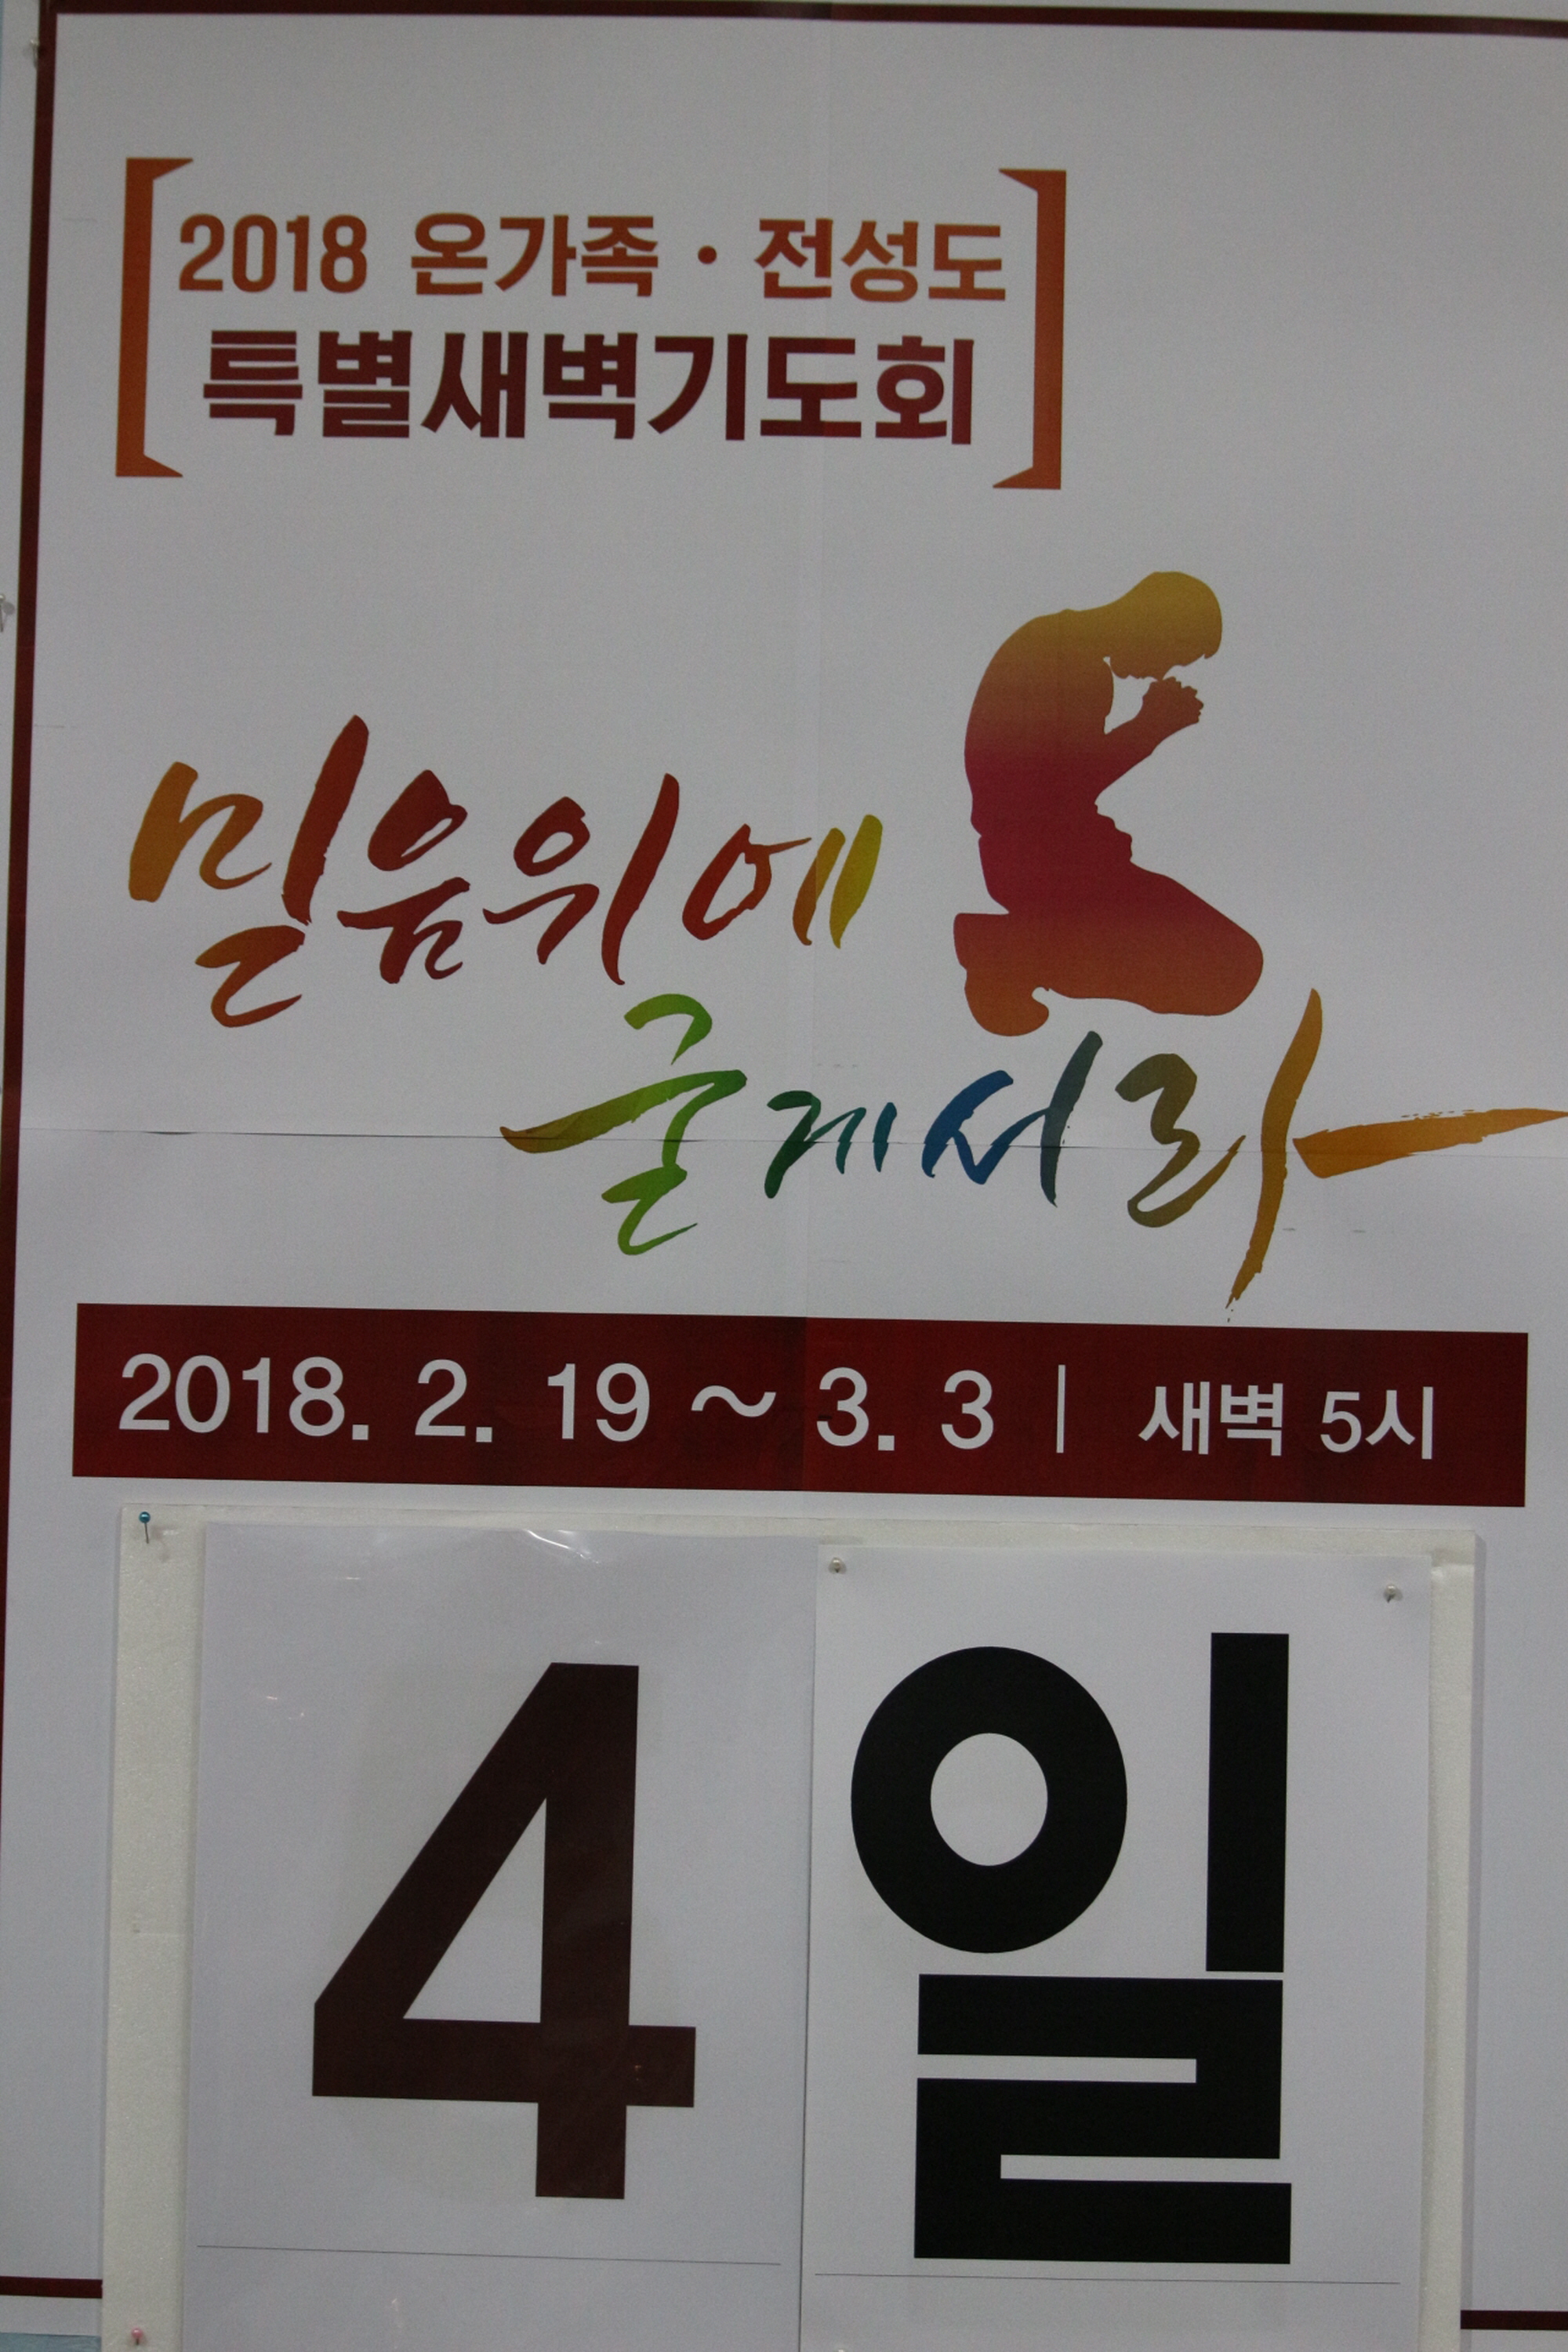 2018 온가족 · 전성도
특별새벽기도회
믿음위에
굳게서라
2018. 2. 19 ~ 3. 3 | 새벽 5시
4일